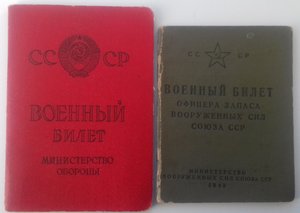 СС СР
ВОЕННЫЙ
БИЛЕТ
МИНИСТЕРСТВО
ОБОРОНЫ
СС СР
ВОЕННЫЙ БИЛЕТ
ОФИЦЕРА ЗАПАСА
ВООРУЖЕННЫХ СИЛ
СОЮЗА ССР
МИНИСТЕРСТВО
ВООРУЖЕННЫХ СИЛ СОЮЗА ССР